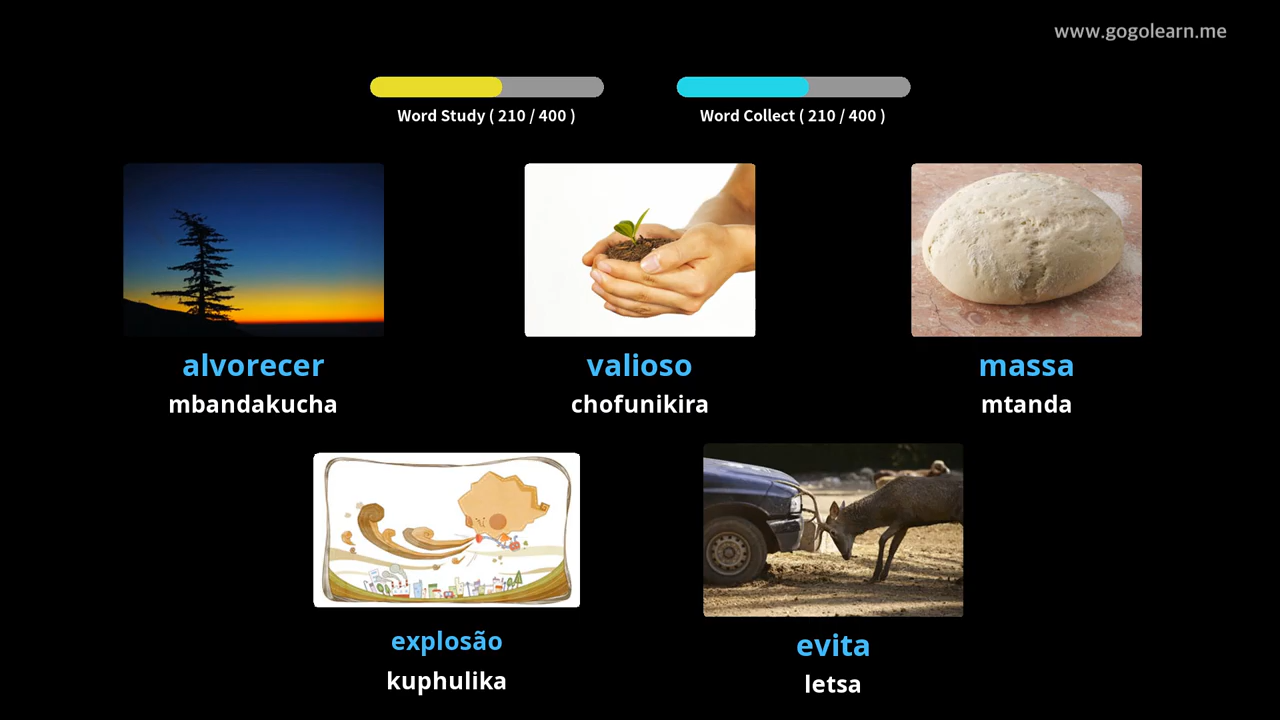 www.gogolearn.me
Word Study ( 210 / 400 )
Word Collect ( 210 / 400 )
alvorecer
mbandakucha
valioso
chofunikira
massa
mtanda
explosão
kuphulika
evita
letsa